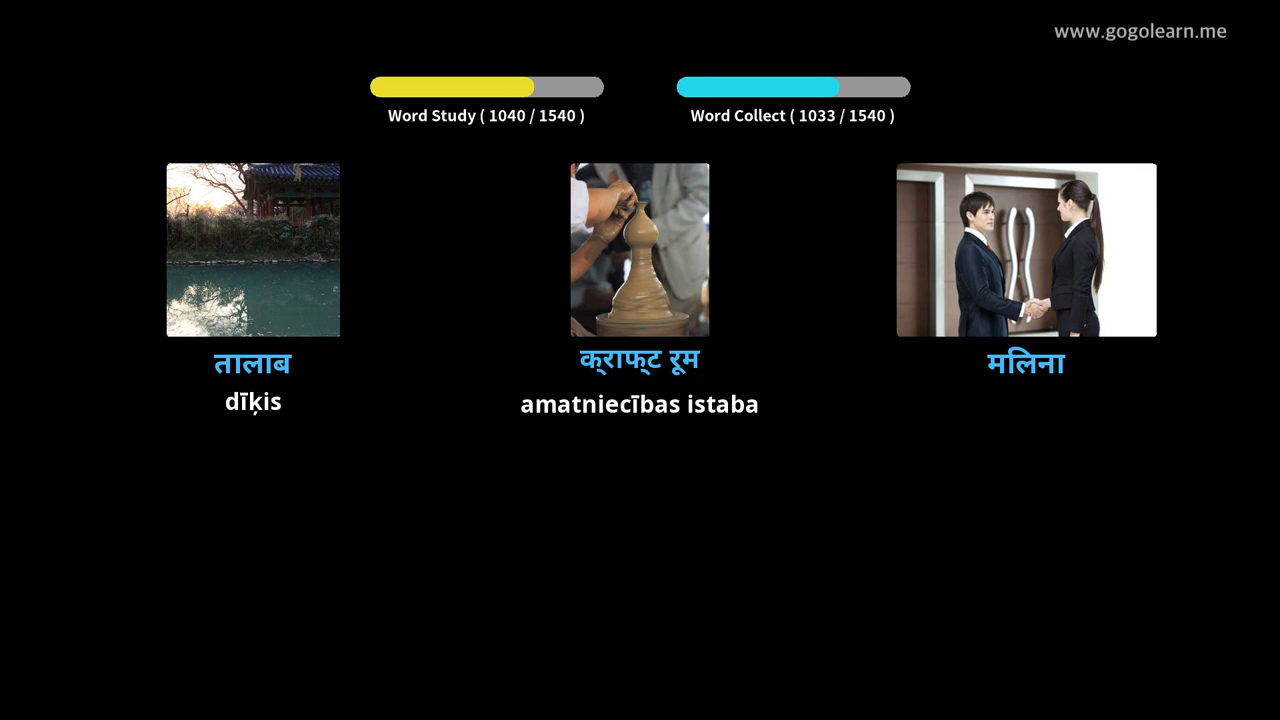 www.gogolearn.me
Word Study ( 1040 / 1540 )
Word Collect ( 1033 / 1540 )
तालाब
क्राफ्ट रूम
मलिना
dīķis
amatniecības istaba